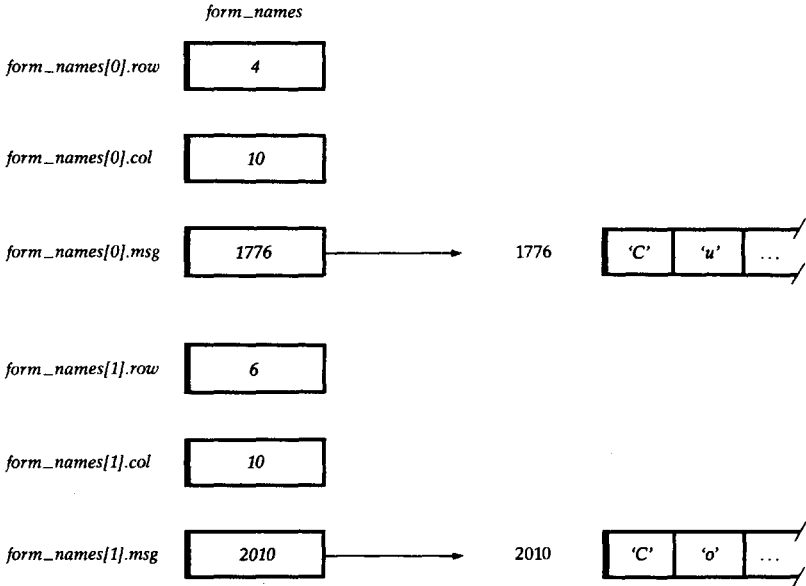 form_names
form_names[0].row 4
form_names[0].col 10
form_names[0].msg 1776 1776 ‘C’ ‘u’ ...
form_names[1].row 6
form_names[1].col 10
form_names[1].msg 2010 2010 ‘C’ ‘o’ ...